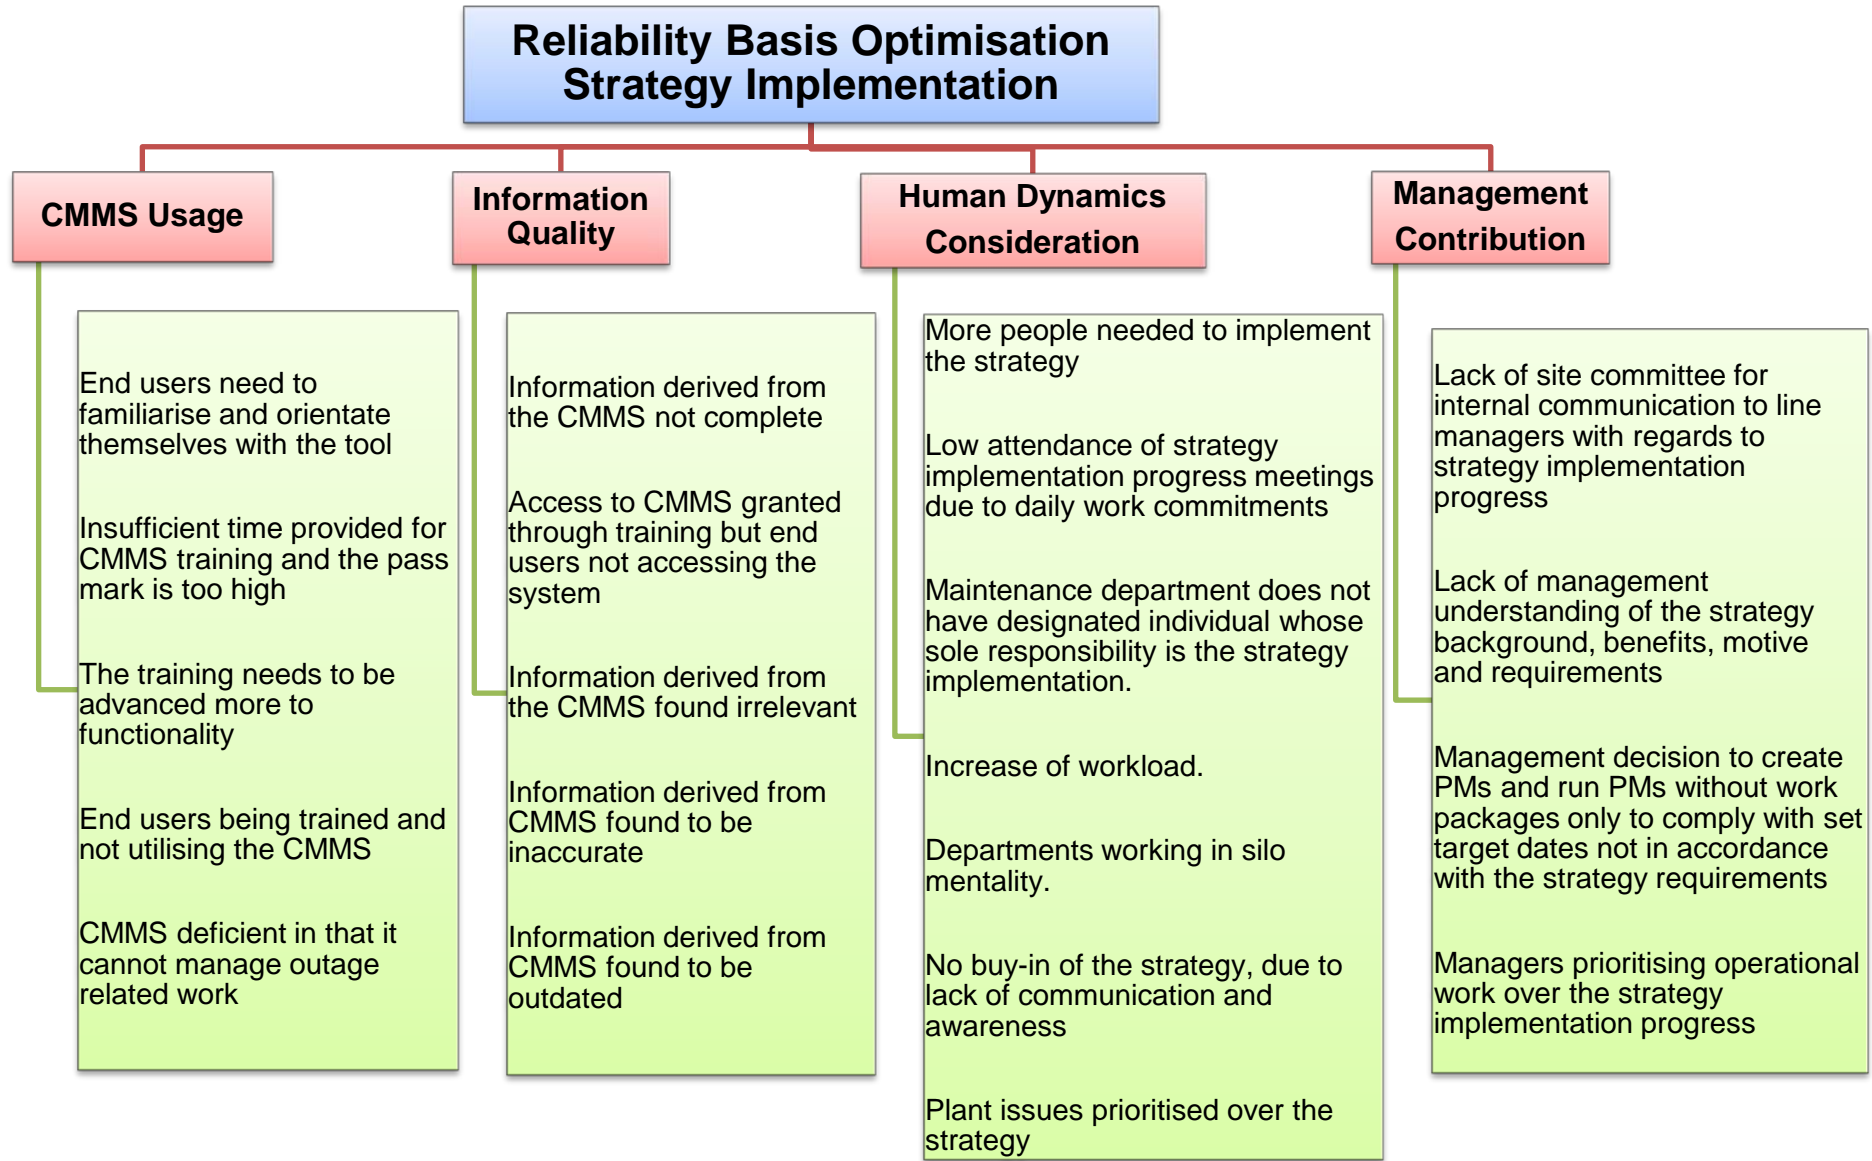 Reliability Basis Optimisation
Strategy Implementation
CMMS Usage
End users need to
familiarise and orientate
themselves with the tool
Insufficient time provided for
CMMS training and the pass
mark is too high
The training needs to be
advanced more to
functionality
End users being trained and
not utilising the CMMS
CMMS deficient in that it
cannot manage outage
related work
Information
Quality
Information derived from
the CMMS not complete
Access to CMMS granted
through training but end
users not accessing the
system
Information derived from
the CMMS found irrelevant
Information derived from
CMMS found to be
inaccurate
Information derived from
CMMS found to be
outdated
Human Dynamics
Consideration
More people needed to implement
the strategy
Low attendance of strategy
implementation progress meetings
due to daily work commitments
Maintenance department does not
have designated individual whose
sole responsibility is the strategy
implementation.
Increase of workload.
Departments working in silo
mentality.
No buy-in of the strategy, due to
lack of communication and
awareness
Plant issues prioritised over the
strategy
Management
Contribution
Lack of site committee for
internal communication to line
managers with regards to
strategy implementation
progress
Lack of management
understanding of the strategy
background, benefits, motive
and requirements
Management decision to create
PMs and run PMs without work
packages only to comply with set
target dates not in accordance
with the strategy requirements
Managers prioritising operational
work over the strategy
implementation progress